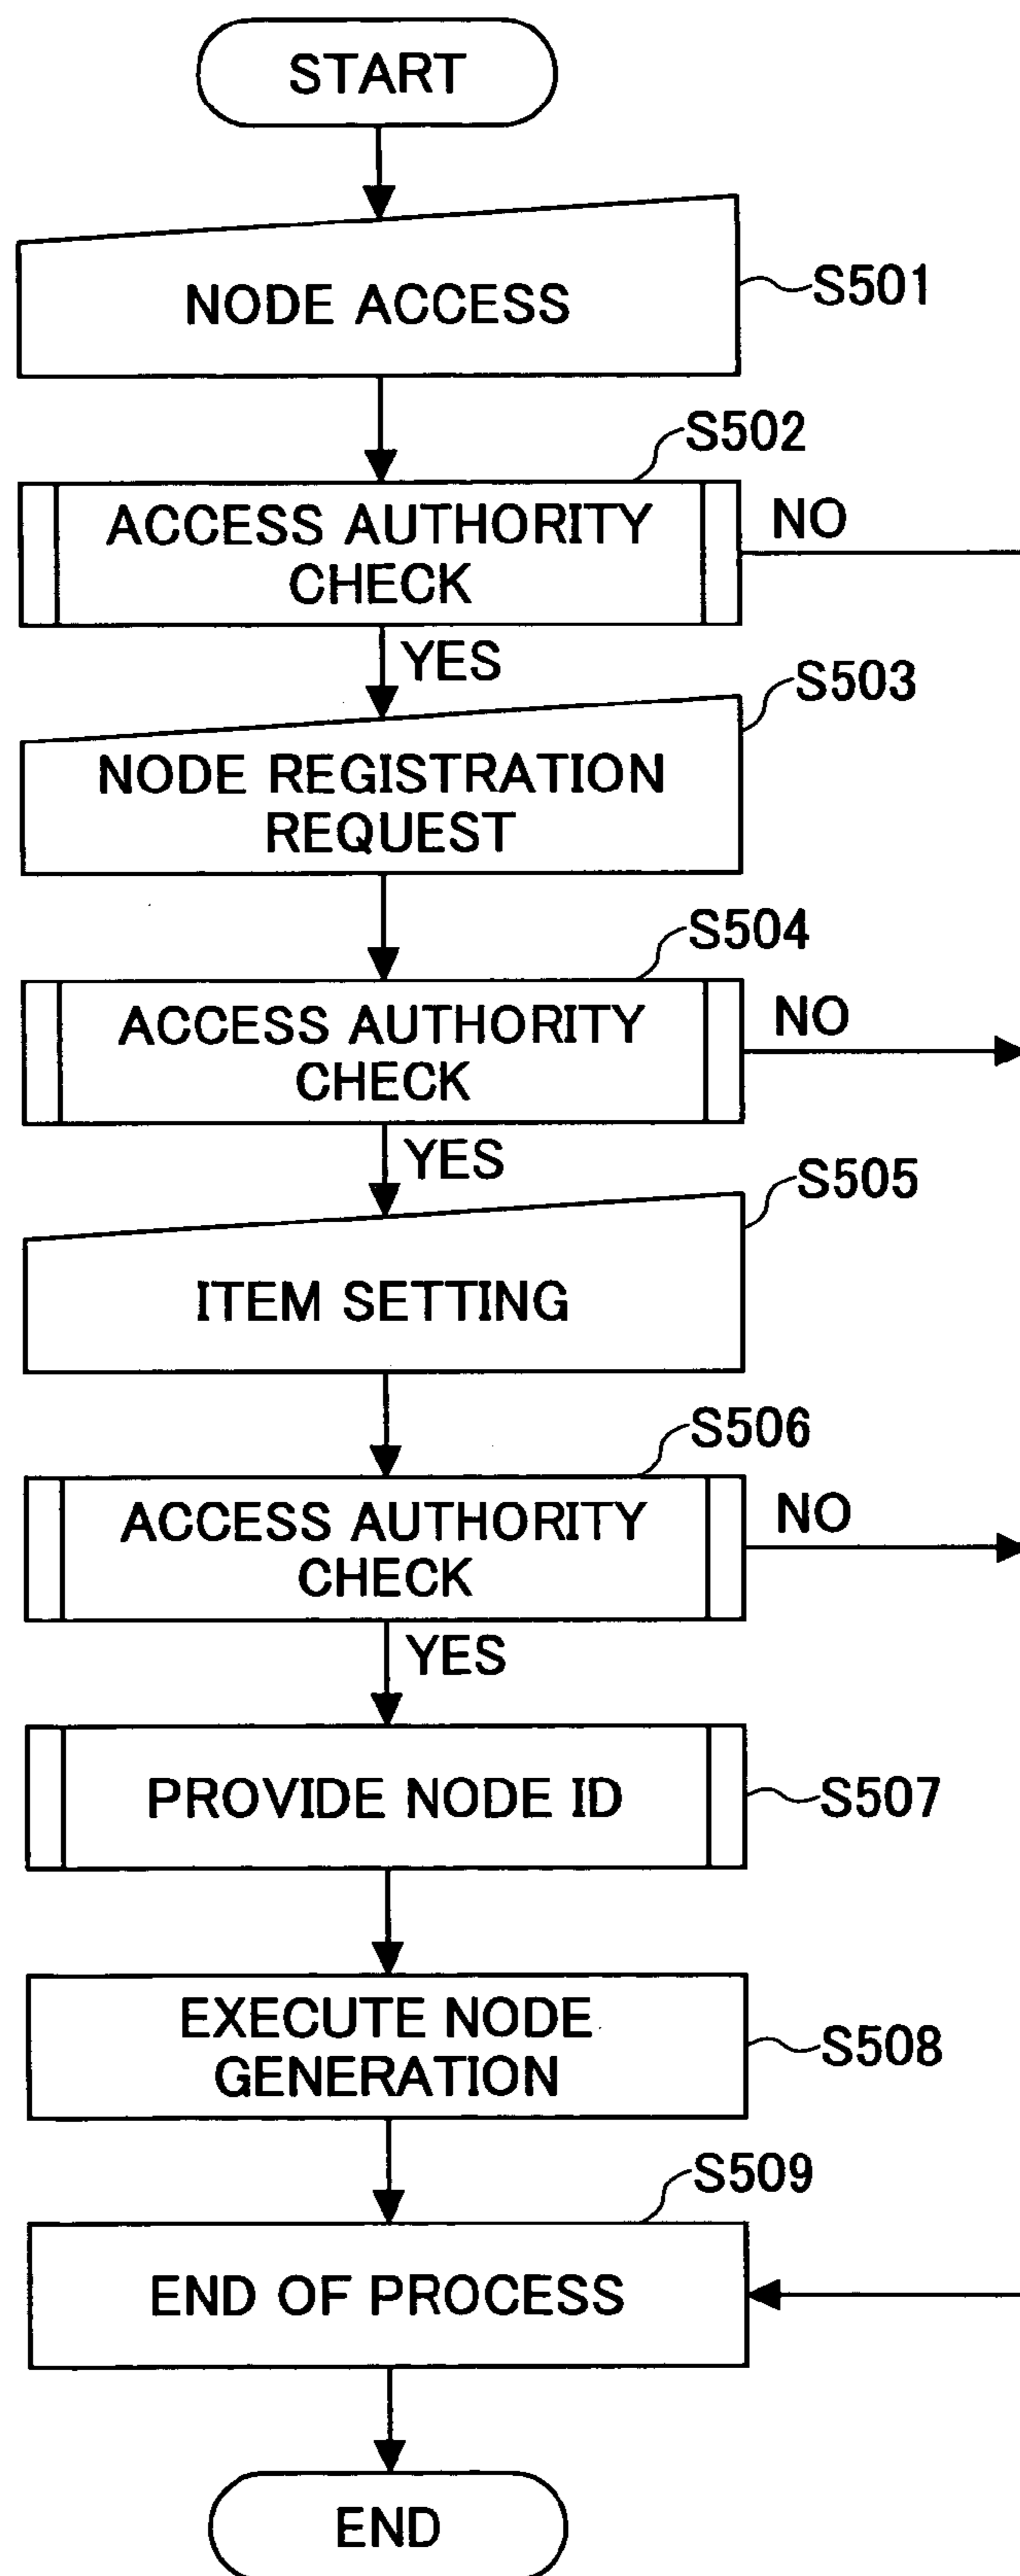 START
NODE ACCESS
S501
S502
ACCESS AUTHORITY
CHECK
NO
YES
S503
NODE REGISTRATION
REQUEST
S504
ACCESS AUTHORITY
CHECK
NO
YES
S505
ITEM SETTING
S506
ACCESS AUTHORITY
CHECK
NO
YES
PROVIDE NODE ID
S507
EXECUTE NODE
GENERATION
S508
S509
END OF PROCESS
END